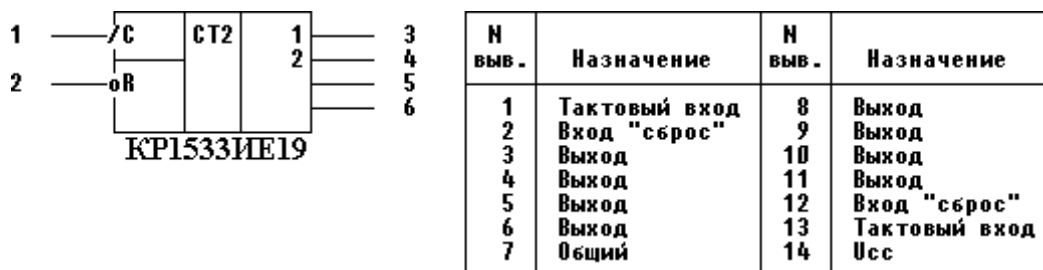 1 /C CT2 1 3
2 4
2 oR 5
6
КР1533ИЕ19
N выв. Назначение N выв. Назначение
1 Тактовый вход 8 Выход
2 Вход "сброс" 9 Выход
3 Выход 10 Выход
4 Выход 11 Выход
5 Выход 12 Вход "сброс"
6 Выход 13 Тактовый вход
7 Общий 14 Ucc